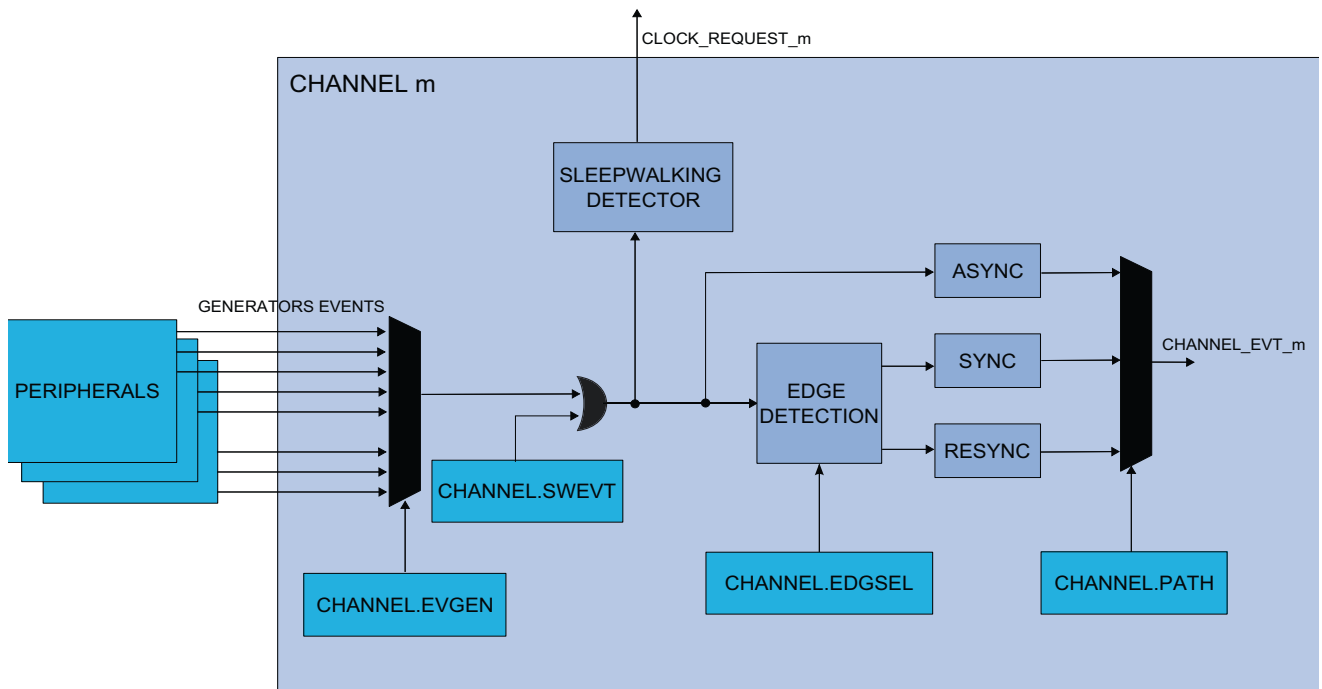 CLOCK_REQUEST_m
CHANNEL m
SLEEPWALKING
DETECTOR
GENERATORS EVENTS
PERIPHERALS
ASYNC
SYNC
RESYNC
EDGE
DETECTION
CHANNEL_EVT_m
CHANNEL.SWEVT
CHANNEL.EVGEN
CHANNEL.EDGSEL
CHANNEL.PATH